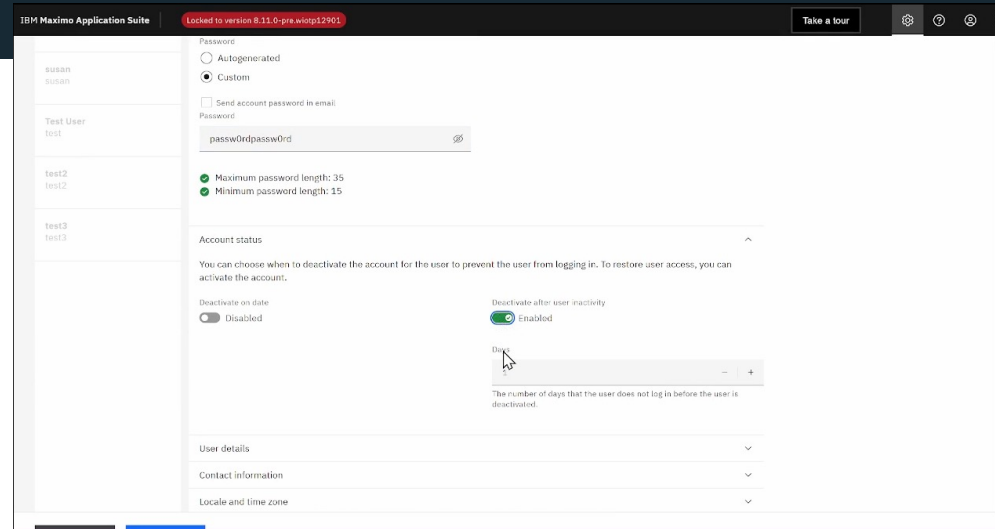 IBM Maximo Application Suite
Locked to version 8.11.0-pre.wiotp12901
Take a tour
susan
susan
Test User
test
test2
test2
test3
test3
Password
Autogenerated
Custom
Send account password in email
Password
passw0rdpassw0rd
Maximum password length: 35
Minimum password length: 15
Account status
You can choose when to deactivate the account for the user to prevent the user from logging in. To restore user access, you can
activate the account.
Deactivate on date
Disabled
Deactivate after user inactivity
Enabled
Days
The number of days that the user does not log in before the user is
deactivated.
User details
Contact information
Locale and time zone